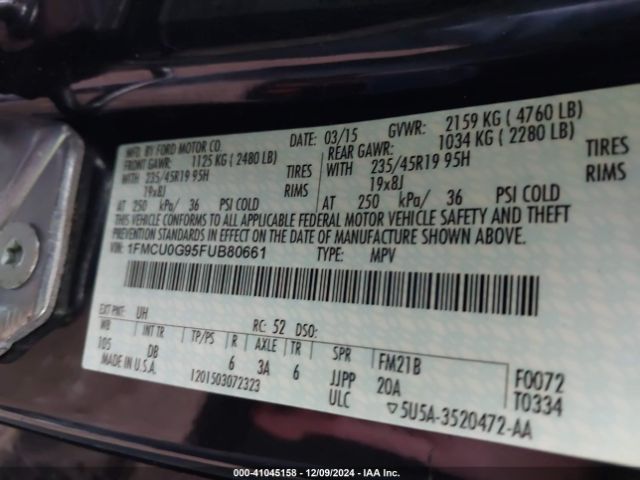 MFD. BY FORD MOTOR CO.
DATE: 03/15 GVWR: 2159 KG ( 4760 LB)
FRONT GAWR: 1125 KG ( 2480 LB) REAR GAWR: 1034 KG ( 2280 LB)
WITH 235/45R19 95H TIRES WITH 235/45R19 95H TIRES
19x8J RIMS 19x8J RIMS
AT 250 kPa/ 36 PSI COLD AT 250 kPa/ 36 PSI COLD
THIS VEHICLE CONFORMS TO ALL APPLICABLE FEDERAL MOTOR VEHICLE SAFETY AND THEFT
PREVENTION STANDARDS IN EFFECT ON THE DATE OF MANUFACTURE SHOWN ABOVE.
VIN: 1FMCU0G95FUB80661 TYPE: MPV
EXT PNT: UH RC: 52 DSO:
WB INT TR TP/PS R AXLE TR SPR FM21B F0072
105 DB 6 3A 6 JJPP 20A T0334
I20I503072323 ULC ▽5U5A-3520472-AA
MADE IN U.S.A.
000-41045158 - 12/09/2024 - IAA Inc.